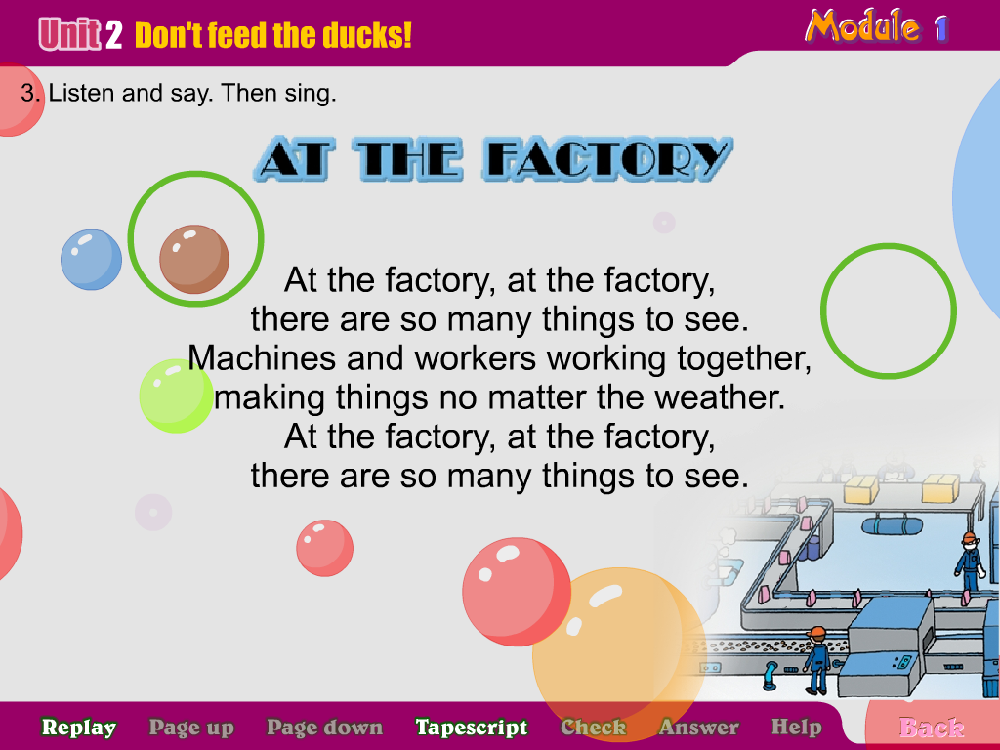 Unit 2 Don't feed the ducks!
Module 1
3. Listen and say. Then sing.
AT THE FACTORY
At the factory, at the factory,
there are so many things to see.
Machines and workers working together,
making things no matter the weather.
At the factory, at the factory,
there are so many things to see.
Replay Page up Page down Tapescript Check Answer Help Back